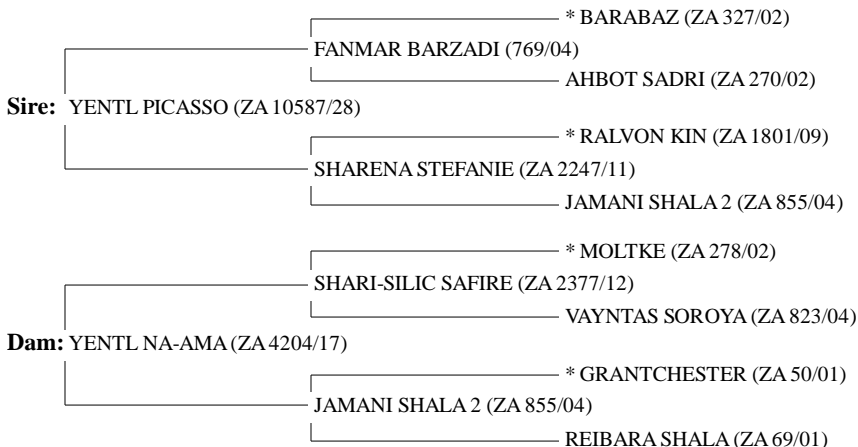 * BARABAZ (ZA 327/02)
FANMAR BARZADI (769/04)
AHBOT SADRI (ZA 270/02)
Sire: YENTL PICASSO (ZA 10587/28)
* RALVON KIN (ZA 1801/09)
SHARENA STEFANIE (ZA 2247/11)
JAMANI SHALA 2 (ZA 855/04)
* MOLTKE (ZA 278/02)
SHARI-SILIC SAFIRE (ZA 2377/12)
VAYNTAS SOROYA (ZA 823/04)
Dam: YENTL NA-AMA (ZA 4204/17)
* GRANTCHESTER (ZA 50/01)
JAMANI SHALA 2 (ZA 855/04)
REIBARA SHALA (ZA 69/01)